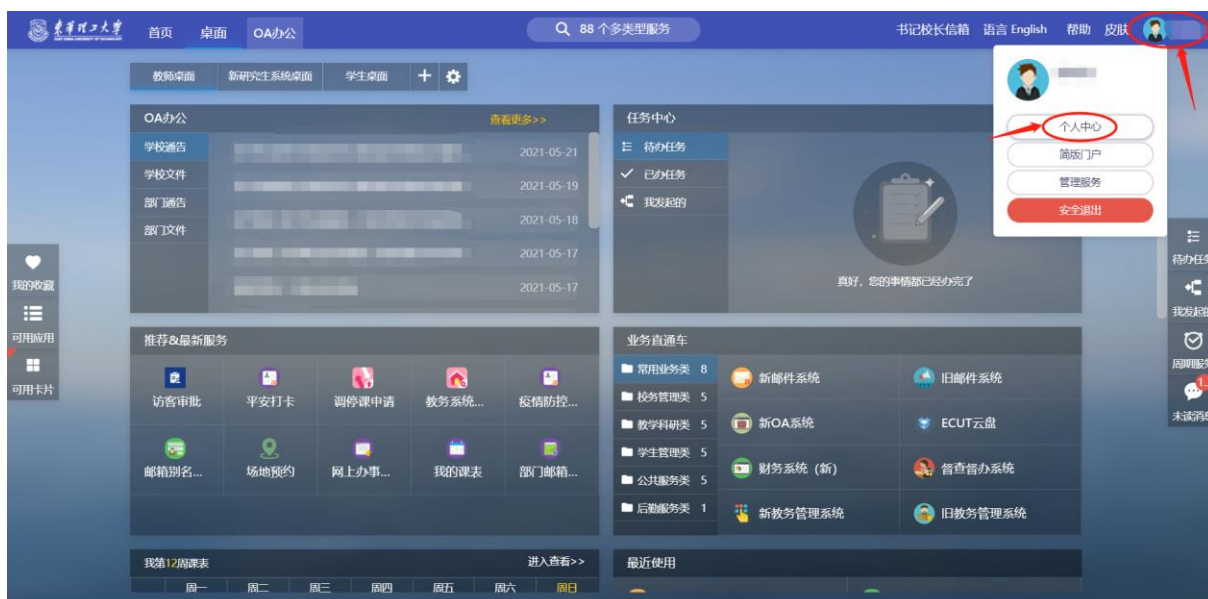 东华理工大学 首页 桌面 OA办公 88个多类型服务 书记校长信箱 语言 English 帮助 皮肤
教师桌面 新研究生系统桌面 学生桌面
个人中心
简版门户
管理服务
安全退出
OA办公 查看更多>>
学校通告 2021-05-21
学校文件 2021-05-19
部门通告 2021-05-18
部门文件
2021-05-17
2021-05-17
任务中心
待办任务
已办任务
我发起的
真好,您的事情都已经办完了
我的收藏
可用应用
可用卡片
待办任务
我发起的
周期服务
未读消息
推荐&最新服务
访客审批 平安打卡 调停课申请 教务系统... 疫情防控...
邮箱别名... 场地预约 网上办事... 我的课表 部门邮箱...
业务直通车
常用业务类 8
校务管理类 5
教学科研类 5
学生管理类 5
公共服务类 5
后勤服务类 1
新邮件系统 旧邮件系统
新OA系统 ECUT云盘
财务系统(新) 督查督办系统
新教务管理系统 旧教务管理系统
我第12周课表 进入查看>>
周一 周二 周三 周四 周五 周六 周日
最近使用